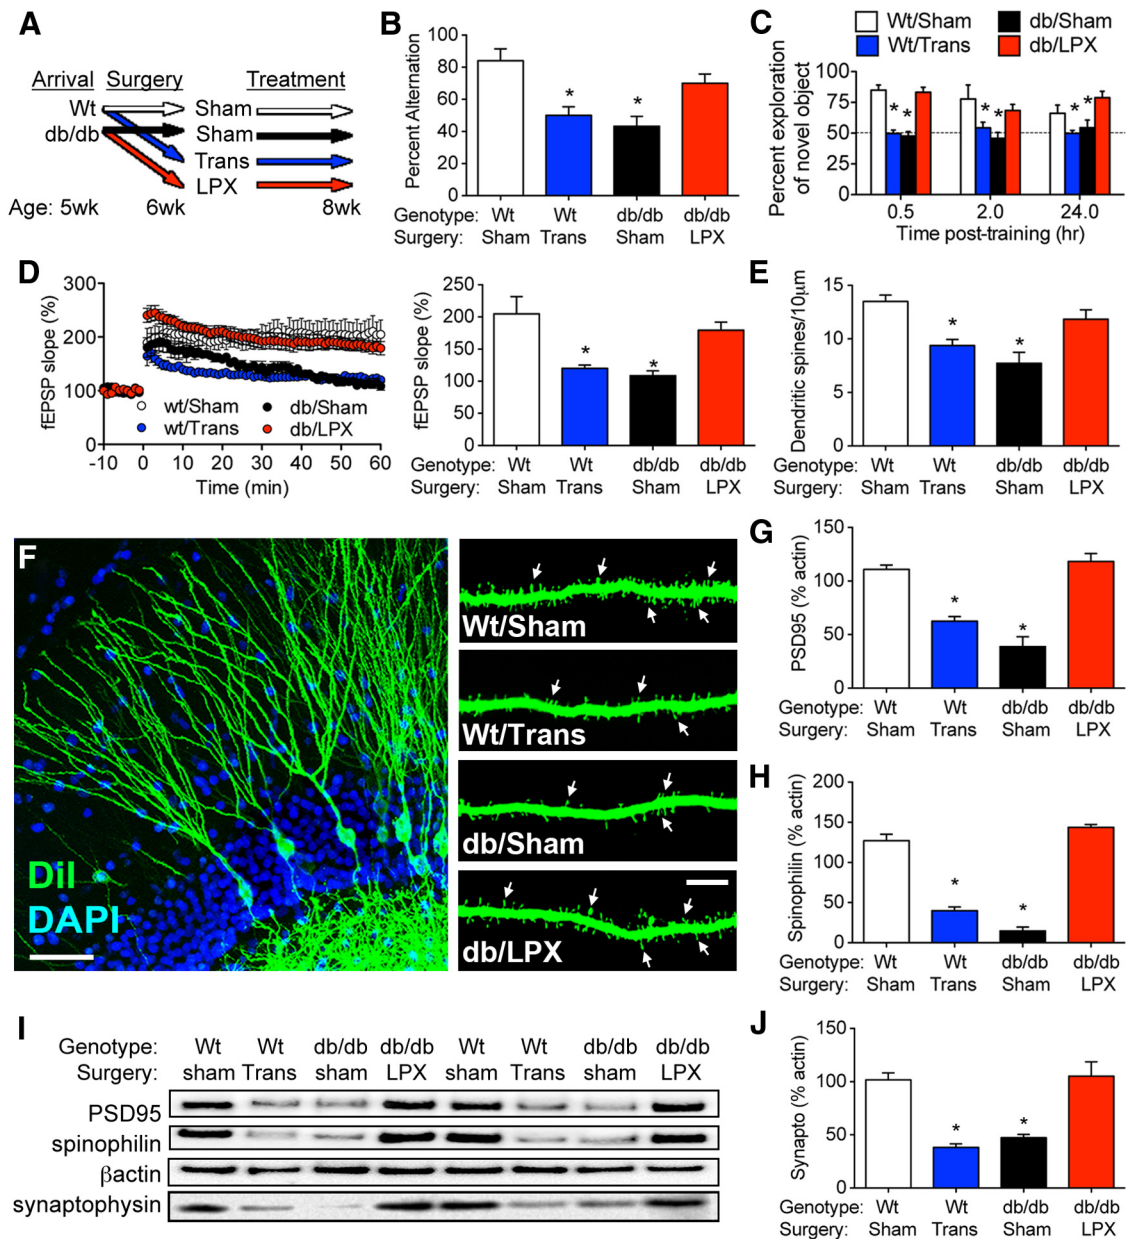 A
Arrival Surgery Treatment
Wt Sham
db/db Sham
Trans
LPX
Age: 5wk 6wk 8wk
B
Percent Alternation
100
80
60
40
20
0
* *
Genotype: Wt Wt db/db db/db
Surgery: Sham Trans Sham LPX
C
Wt/Sham db/Sham
Wt/Trans db/LPX
Percent exploration
of novel object
100
75
50
25
0
* * * * * *
0.5 2.0 24.0
Time post-training (hr)
D
fEPSP slope (%)
300
200
100
0
wt/Sham db/Sham
wt/Trans db/LPX
-10 0 10 20 30 40 50 60
Time (min)
fEPSP slope (%)
250
200
150
100
50
0
* *
Genotype: Wt Wt db/db db/db
Surgery: Sham Trans Sham LPX
E
Dendritic spines/10μm
15
10
5
0
* *
Genotype: Wt Wt db/db db/db
Surgery: Sham Trans Sham LPX
F
DiI
DAPI
Wt/Sham
Wt/Trans
db/Sham
db/LPX
G
PSD95 (% actin)
150
100
50
0
* *
Genotype: Wt Wt db/db db/db
Surgery: Sham Trans Sham LPX
H
Spinophilin (% actin)
200
150
100
50
0
* *
Genotype: Wt Wt db/db db/db
Surgery: Sham Trans Sham LPX
I
Genotype: Wt Wt db/db db/db Wt Wt db/db db/db
Surgery: sham Trans sham LPX sham Trans sham LPX
PSD95
spinophilin
βactin
synaptophysin
J
Synapto (% actin)
150
100
50
0
* *
Genotype: Wt Wt db/db db/db
Surgery: Sham Trans Sham LPX